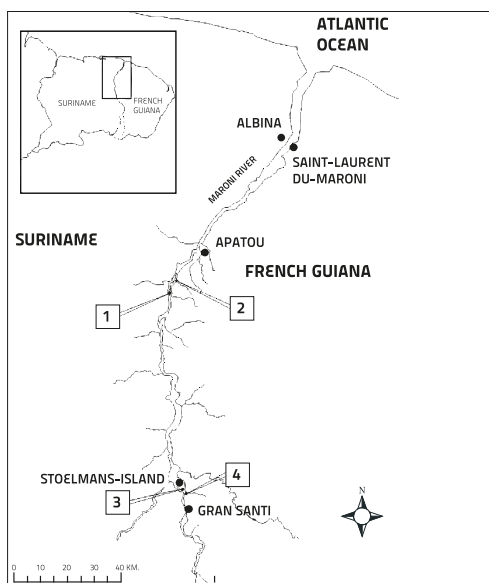 ATLANTIC
OCEAN
SURINAME
FRENCH
GUIANA
ALBINA
SAINT-LAURENT
DU-MARONI
MARONI RIVER
SURINAME
APATOU
FRENCH GUIANA
1
2
STOELMANS-ISLAND
4
3
GRAN SANTI
N
0 10 20 40 KM.